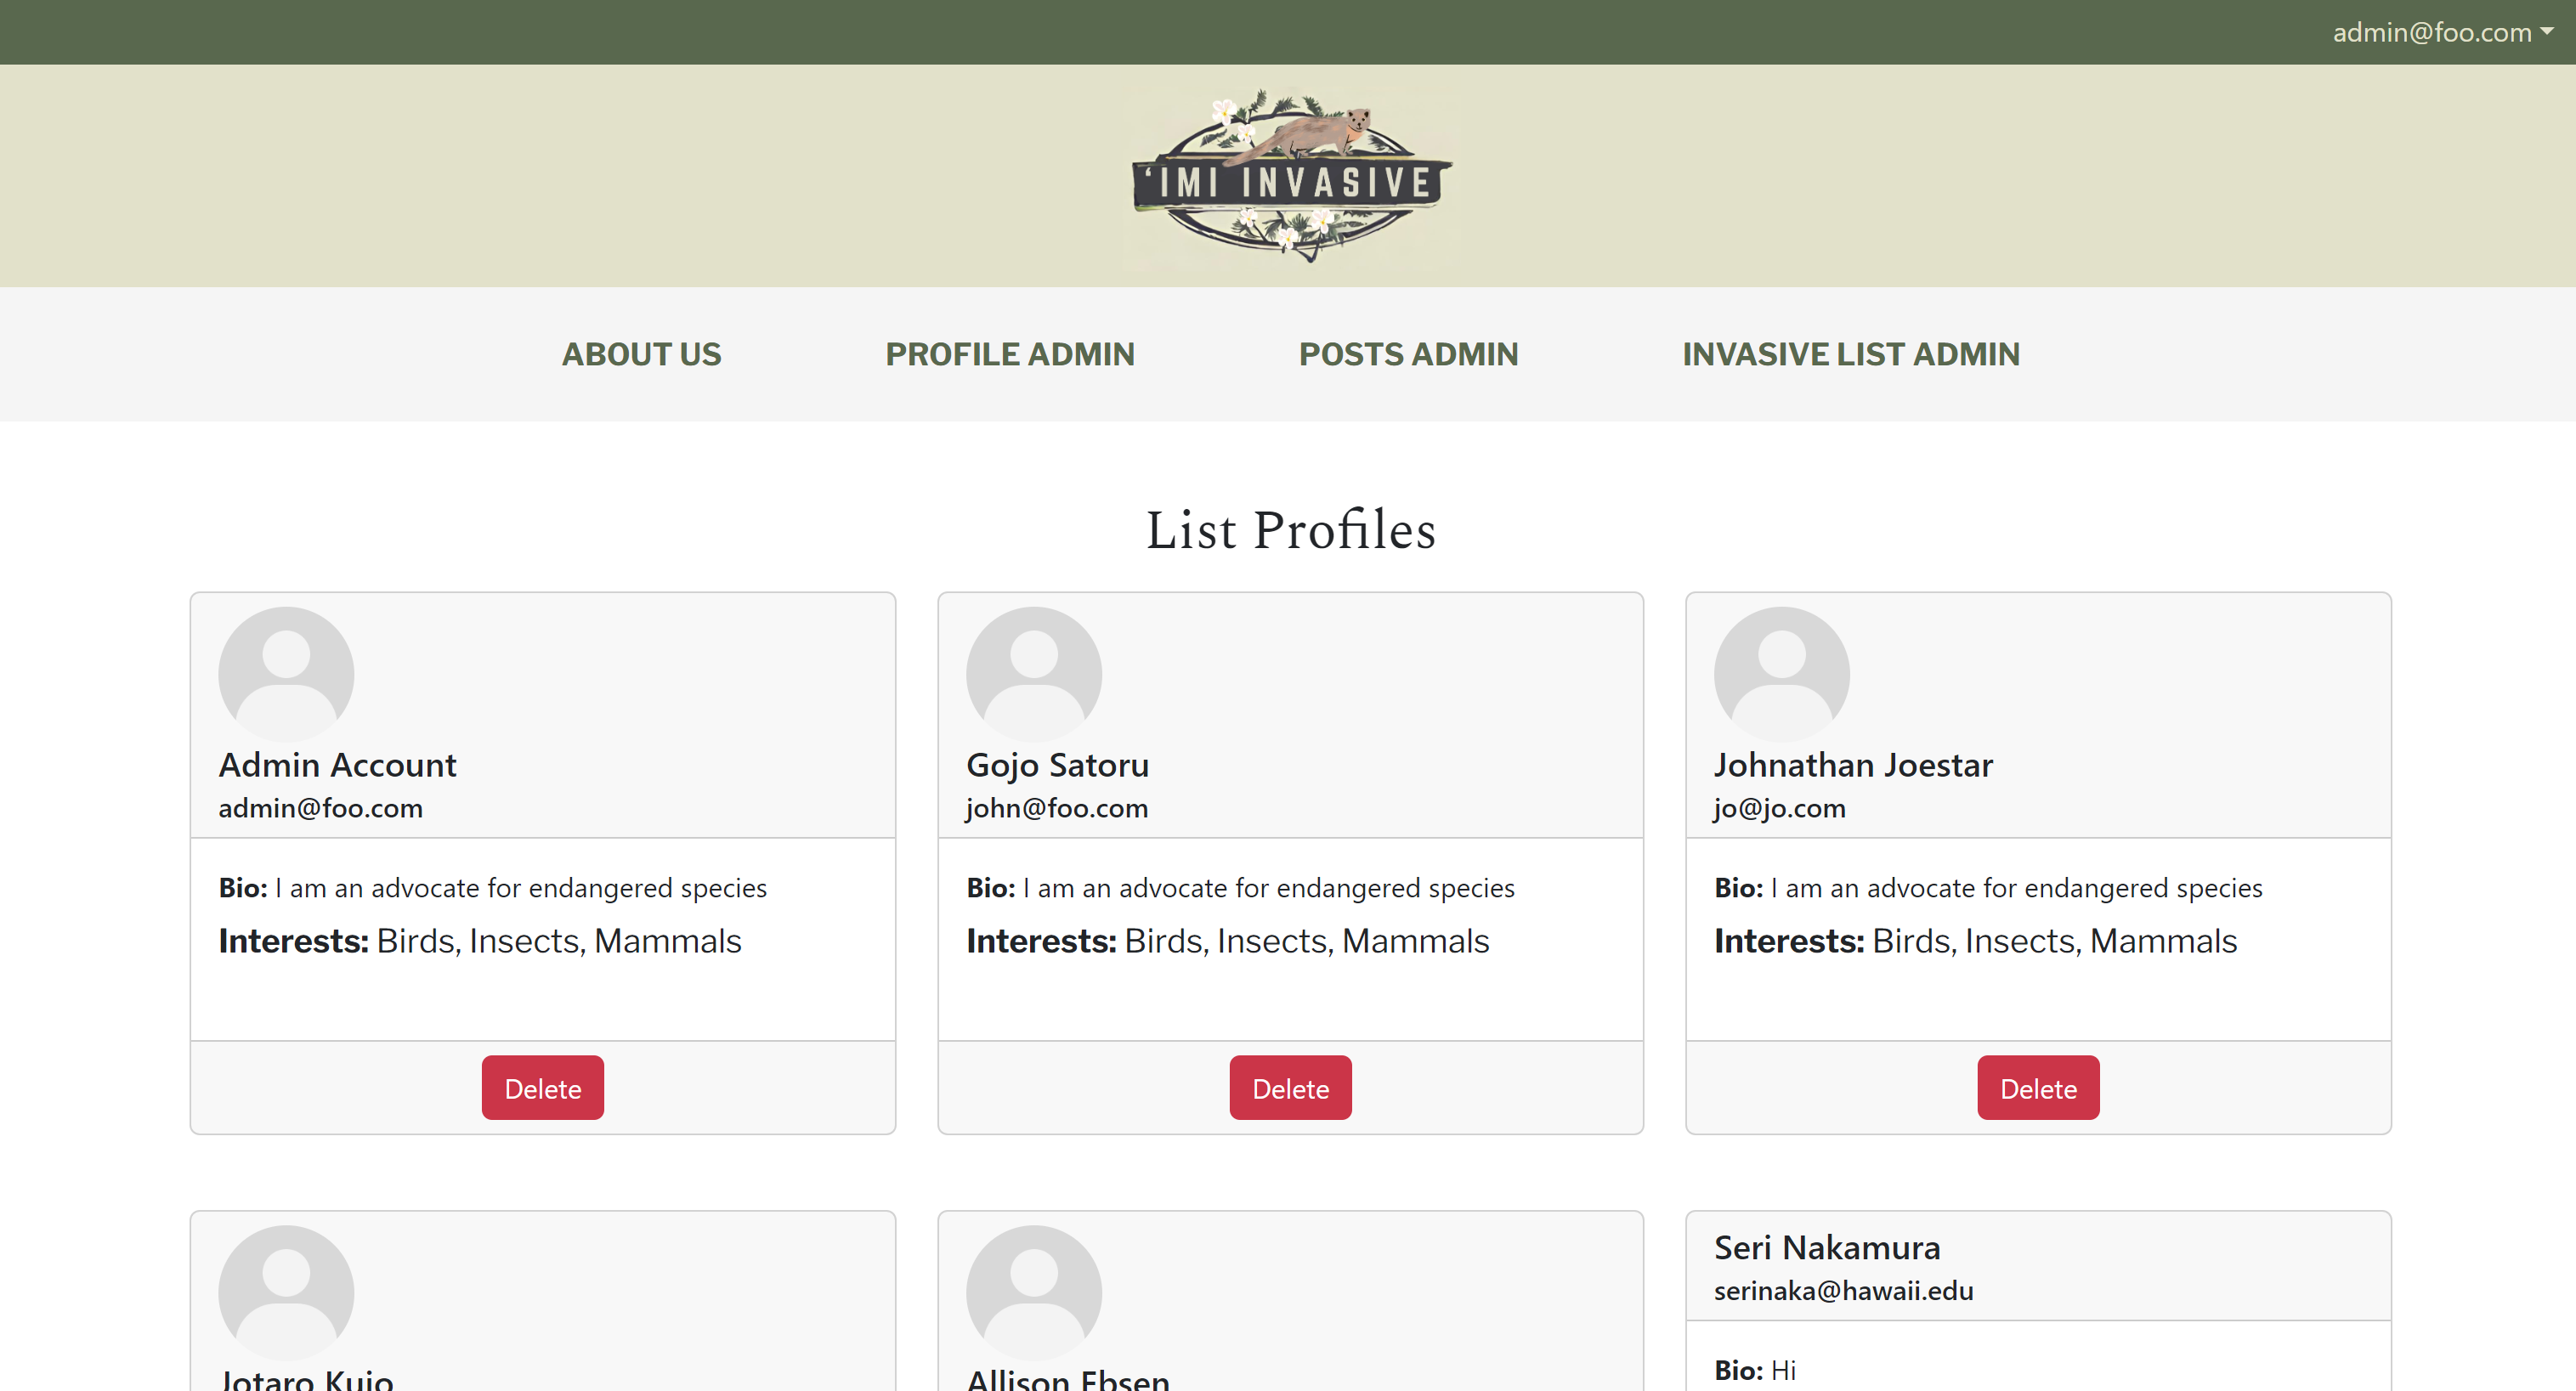 admin@foo.com
ʻIMI INVASIVE
ABOUT US PROFILE ADMIN POSTS ADMIN INVASIVE LIST ADMIN
List Profiles
Admin Account
admin@foo.com
Bio: I am an advocate for endangered species
Interests: Birds, Insects, Mammals
Delete
Gojo Satoru
john@foo.com
Bio: I am an advocate for endangered species
Interests: Birds, Insects, Mammals
Delete
Johnathan Joestar
jo@jo.com
Bio: I am an advocate for endangered species
Interests: Birds, Insects, Mammals
Delete
Jotaro Kujo
Allison Ebsen
Seri Nakamura
serinaka@hawaii.edu
Bio: Hi